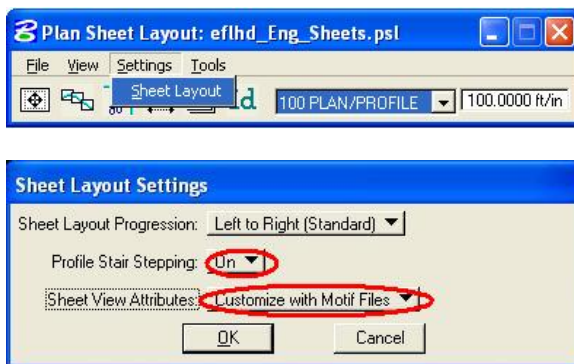 Plan Sheet Layout: eflhd_Eng_Sheets.psl
File View Settings Tools
Sheet Layout
100 PLAN/PROFILE 100.0000 ft/in
Sheet Layout Settings
Sheet Layout Progression: Left to Right (Standard)
Profile Stair Stepping: On
Sheet View Attributes: Customize with Motif Files
OK Cancel